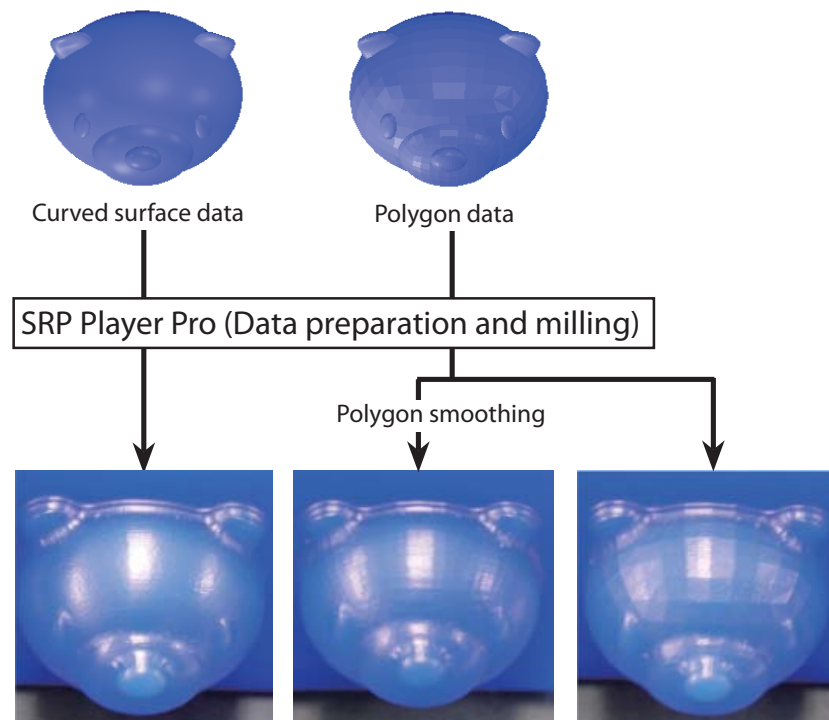 Curved surface data
Polygon data
SRP Player Pro (Data preparation and milling)
Polygon smoothing